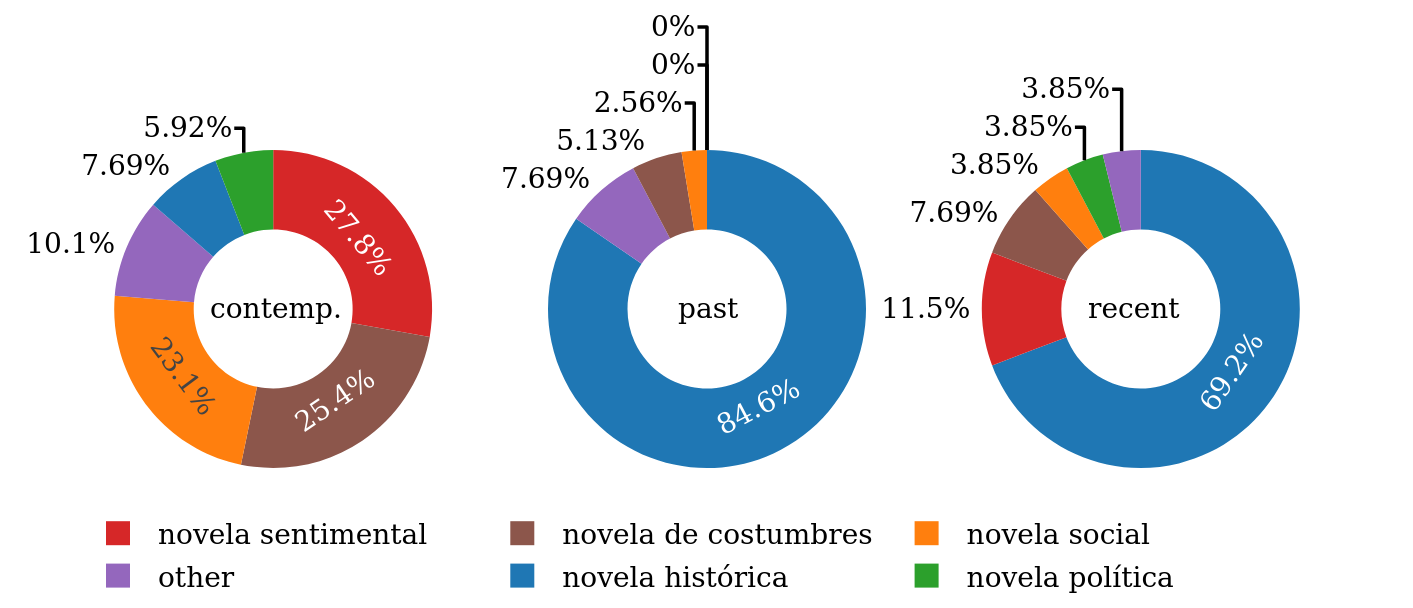 0%
0%
2.56%
5.13%
7.69%
84.6%
past
5.92%
7.69%
10.1%
27.8%
25.4%
23.1%
contemp.
3.85%
3.85%
3.85%
7.69%
11.5%
69.2%
recent
novela sentimental
novela de costumbres
novela social
other
novela histórica
novela política